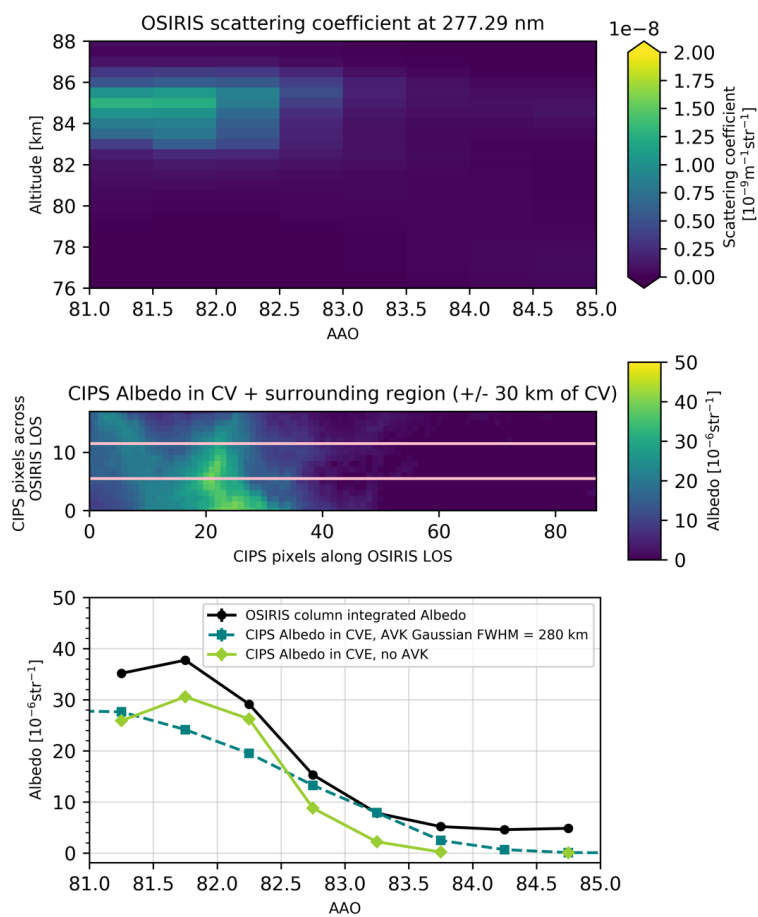 OSIRIS scattering coefficient at 277.29 nm
1e−8
88
86
84
82
80
78
76
Altitude [km]
81.0 81.5 82.0 82.5 83.0 83.5 84.0 84.5 85.0
AAO
2.00
1.75
1.50
1.25
1.00
0.75
0.50
0.25
0.00
Scattering coefficient
[10⁻⁹m⁻¹str⁻¹]
CIPS Albedo in CV + surrounding region (+/- 30 km of CV)
CIPS pixels across
OSIRIS LOS
10
0
0 20 40 60 80
CIPS pixels along OSIRIS LOS
50
40
30
20
10
0
Albedo [10⁻⁶str⁻¹]
50
40
30
20
10
0
Albedo [10⁻⁶str⁻¹]
OSIRIS column integrated Albedo
CIPS Albedo in CVE, AVK Gaussian FWHM = 280 km
CIPS Albedo in CVE, no AVK
81.0 81.5 82.0 82.5 83.0 83.5 84.0 84.5 85.0
AAO